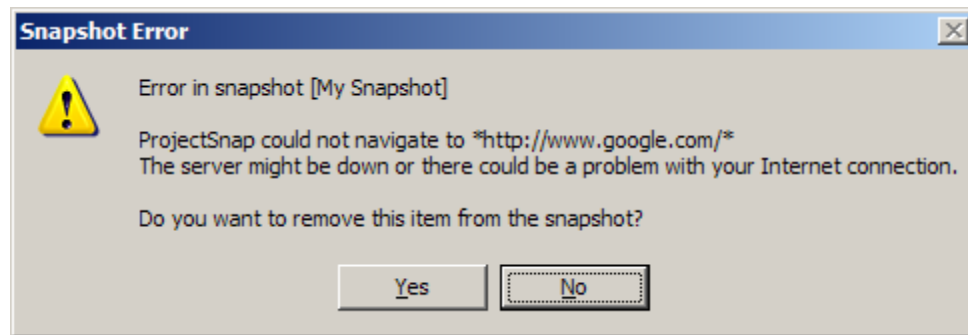 Snapshot Error
Error in snapshot [My Snapshot]
ProjectSnap could not navigate to *http://www.google.com/*
The server might be down or there could be a problem with your Internet connection.
Do you want to remove this item from the snapshot?
Yes
No